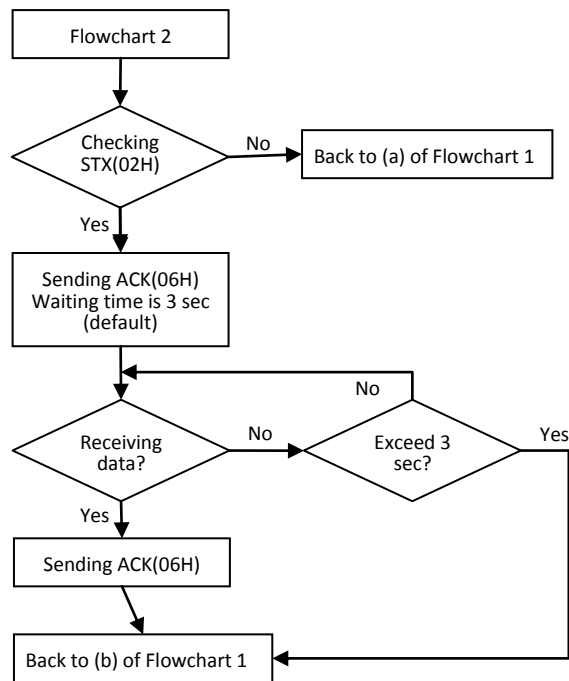 Flowchart 2
Checking
STX(02H)
No
Back to (a) of Flowchart 1
Yes
Sending ACK(06H)
Waiting time is 3 sec
(default)
No
Receiving
data?
No
Exceed 3
sec?
Yes
Yes
Sending ACK(06H)
Back to (b) of Flowchart 1